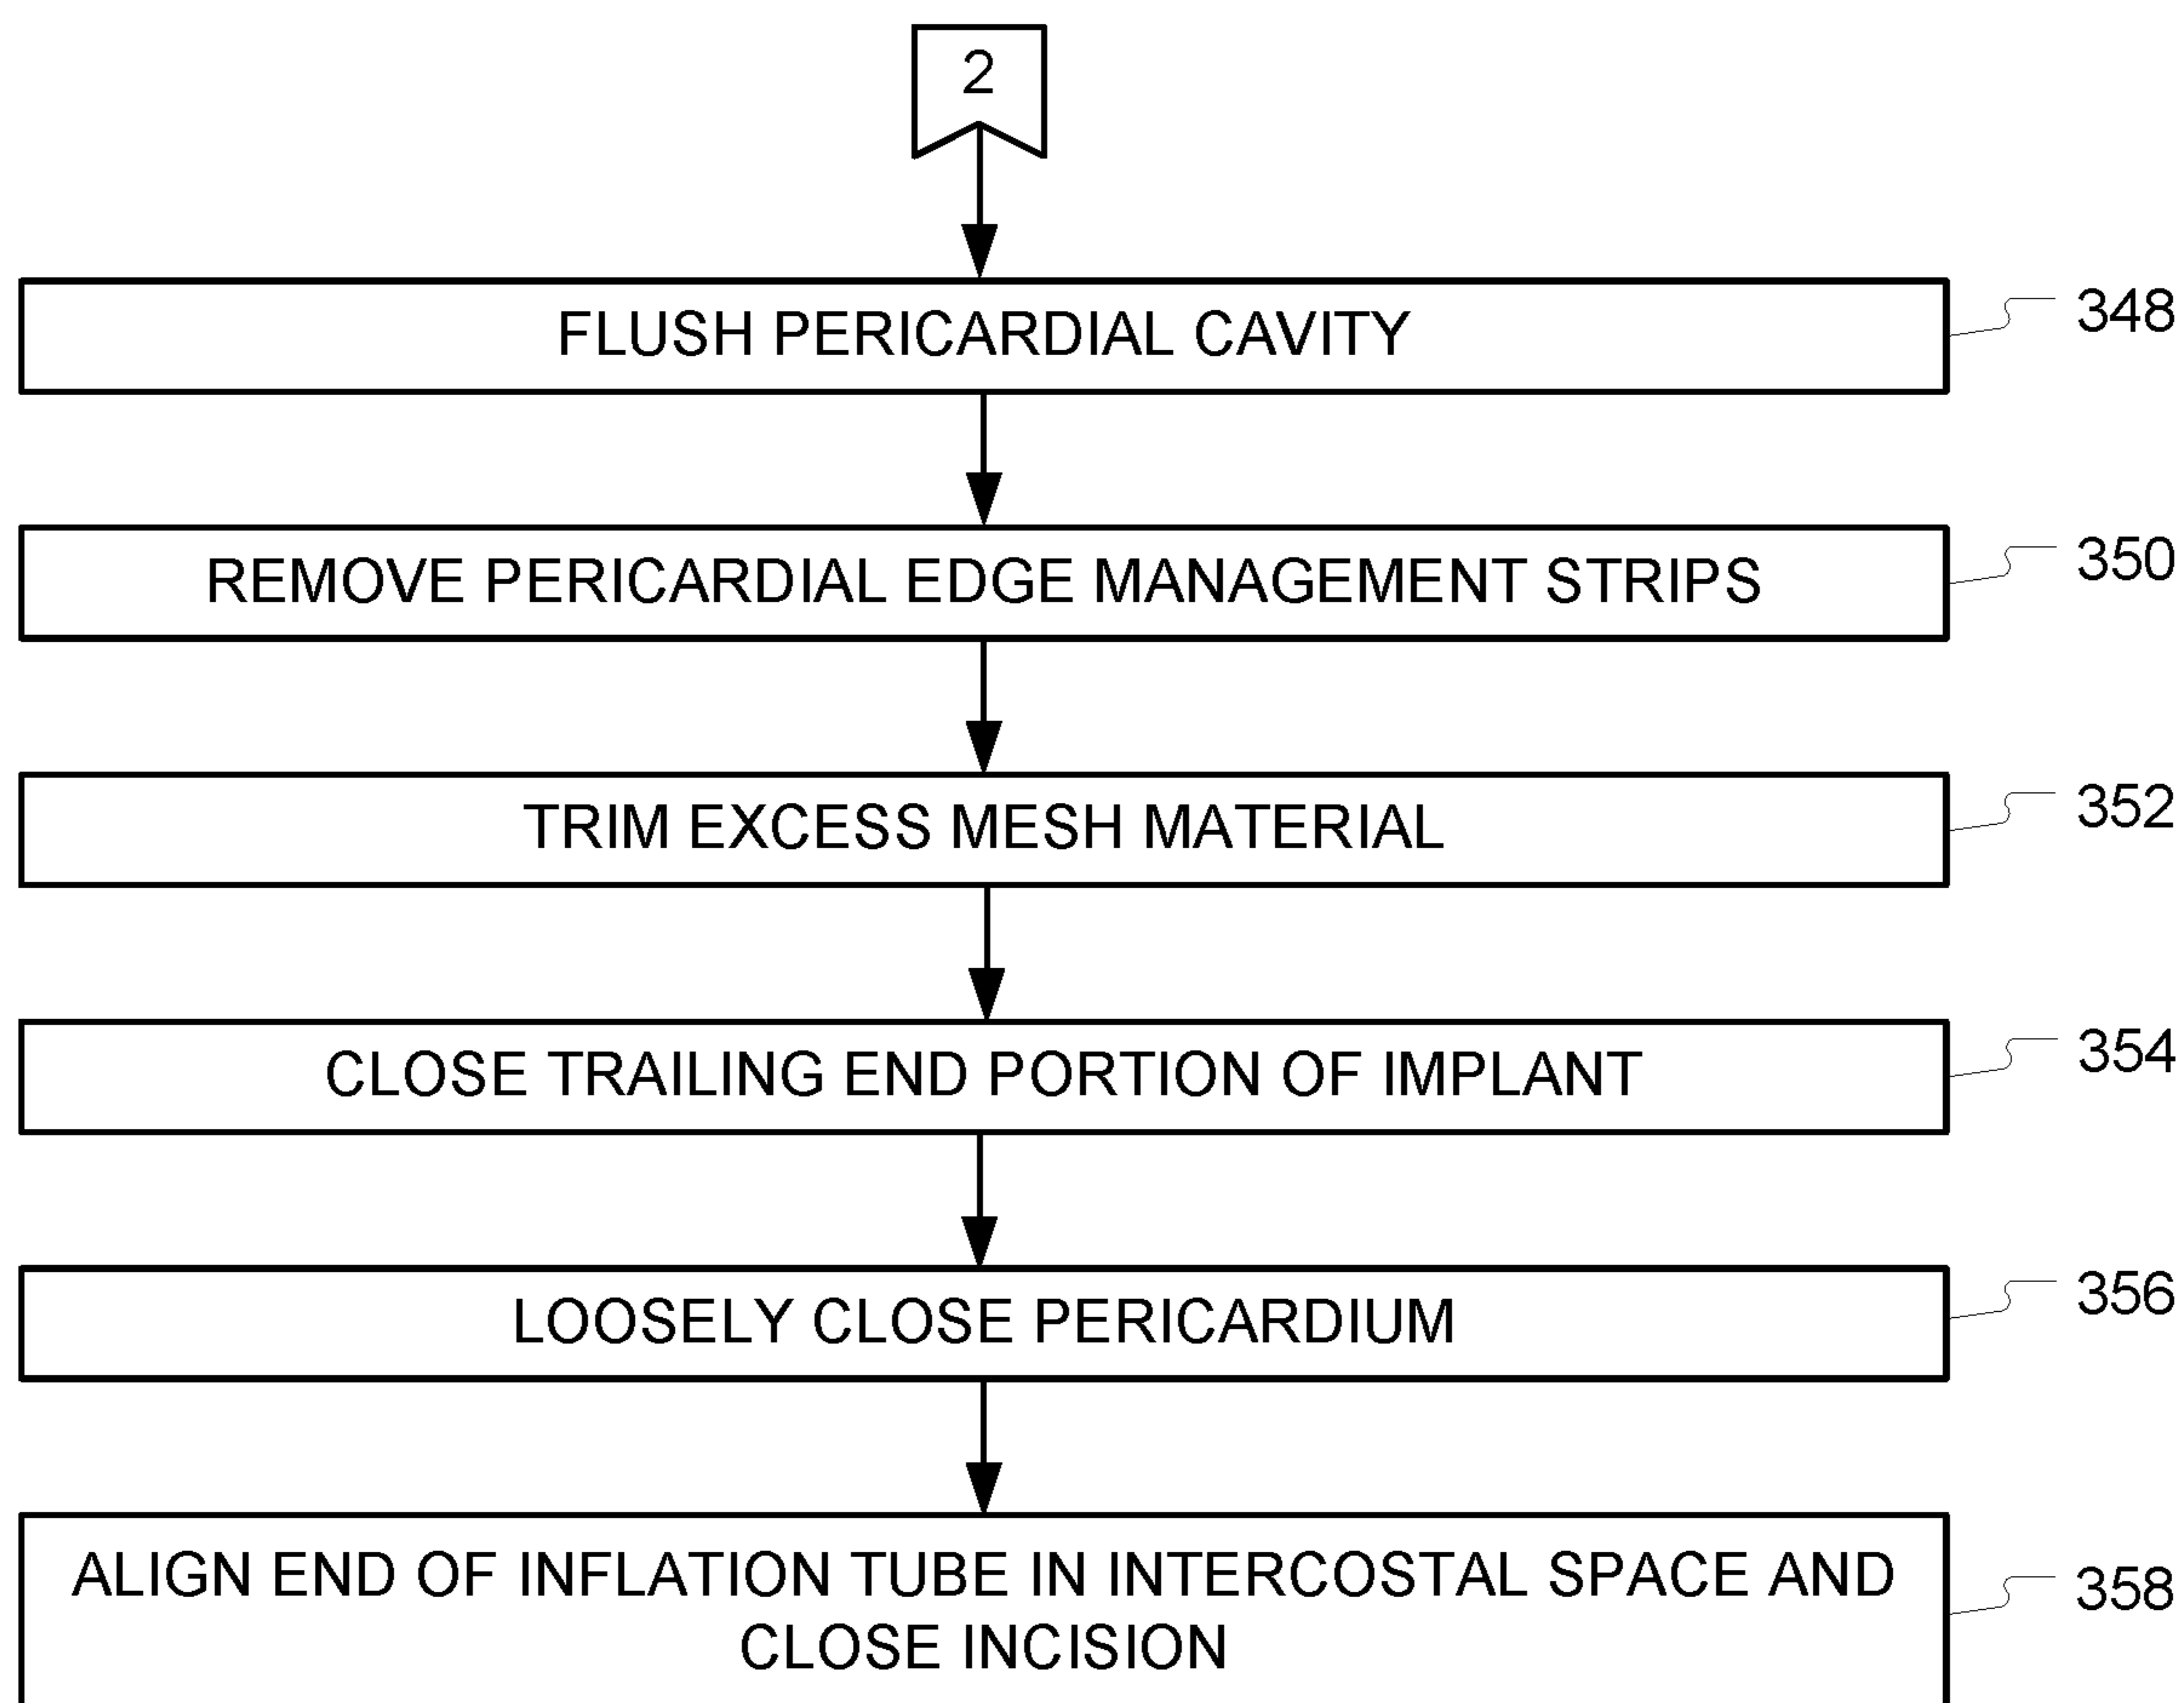 2
FLUSH PERICARDIAL CAVITY
348
REMOVE PERICARDIAL EDGE MANAGEMENT STRIPS
350
TRIM EXCESS MESH MATERIAL
352
CLOSE TRAILING END PORTION OF IMPLANT
354
LOOSELY CLOSE PERICARDIUM
356
ALIGN END OF INFLATION TUBE IN INTERCOSTAL SPACE AND
CLOSE INCISION
358